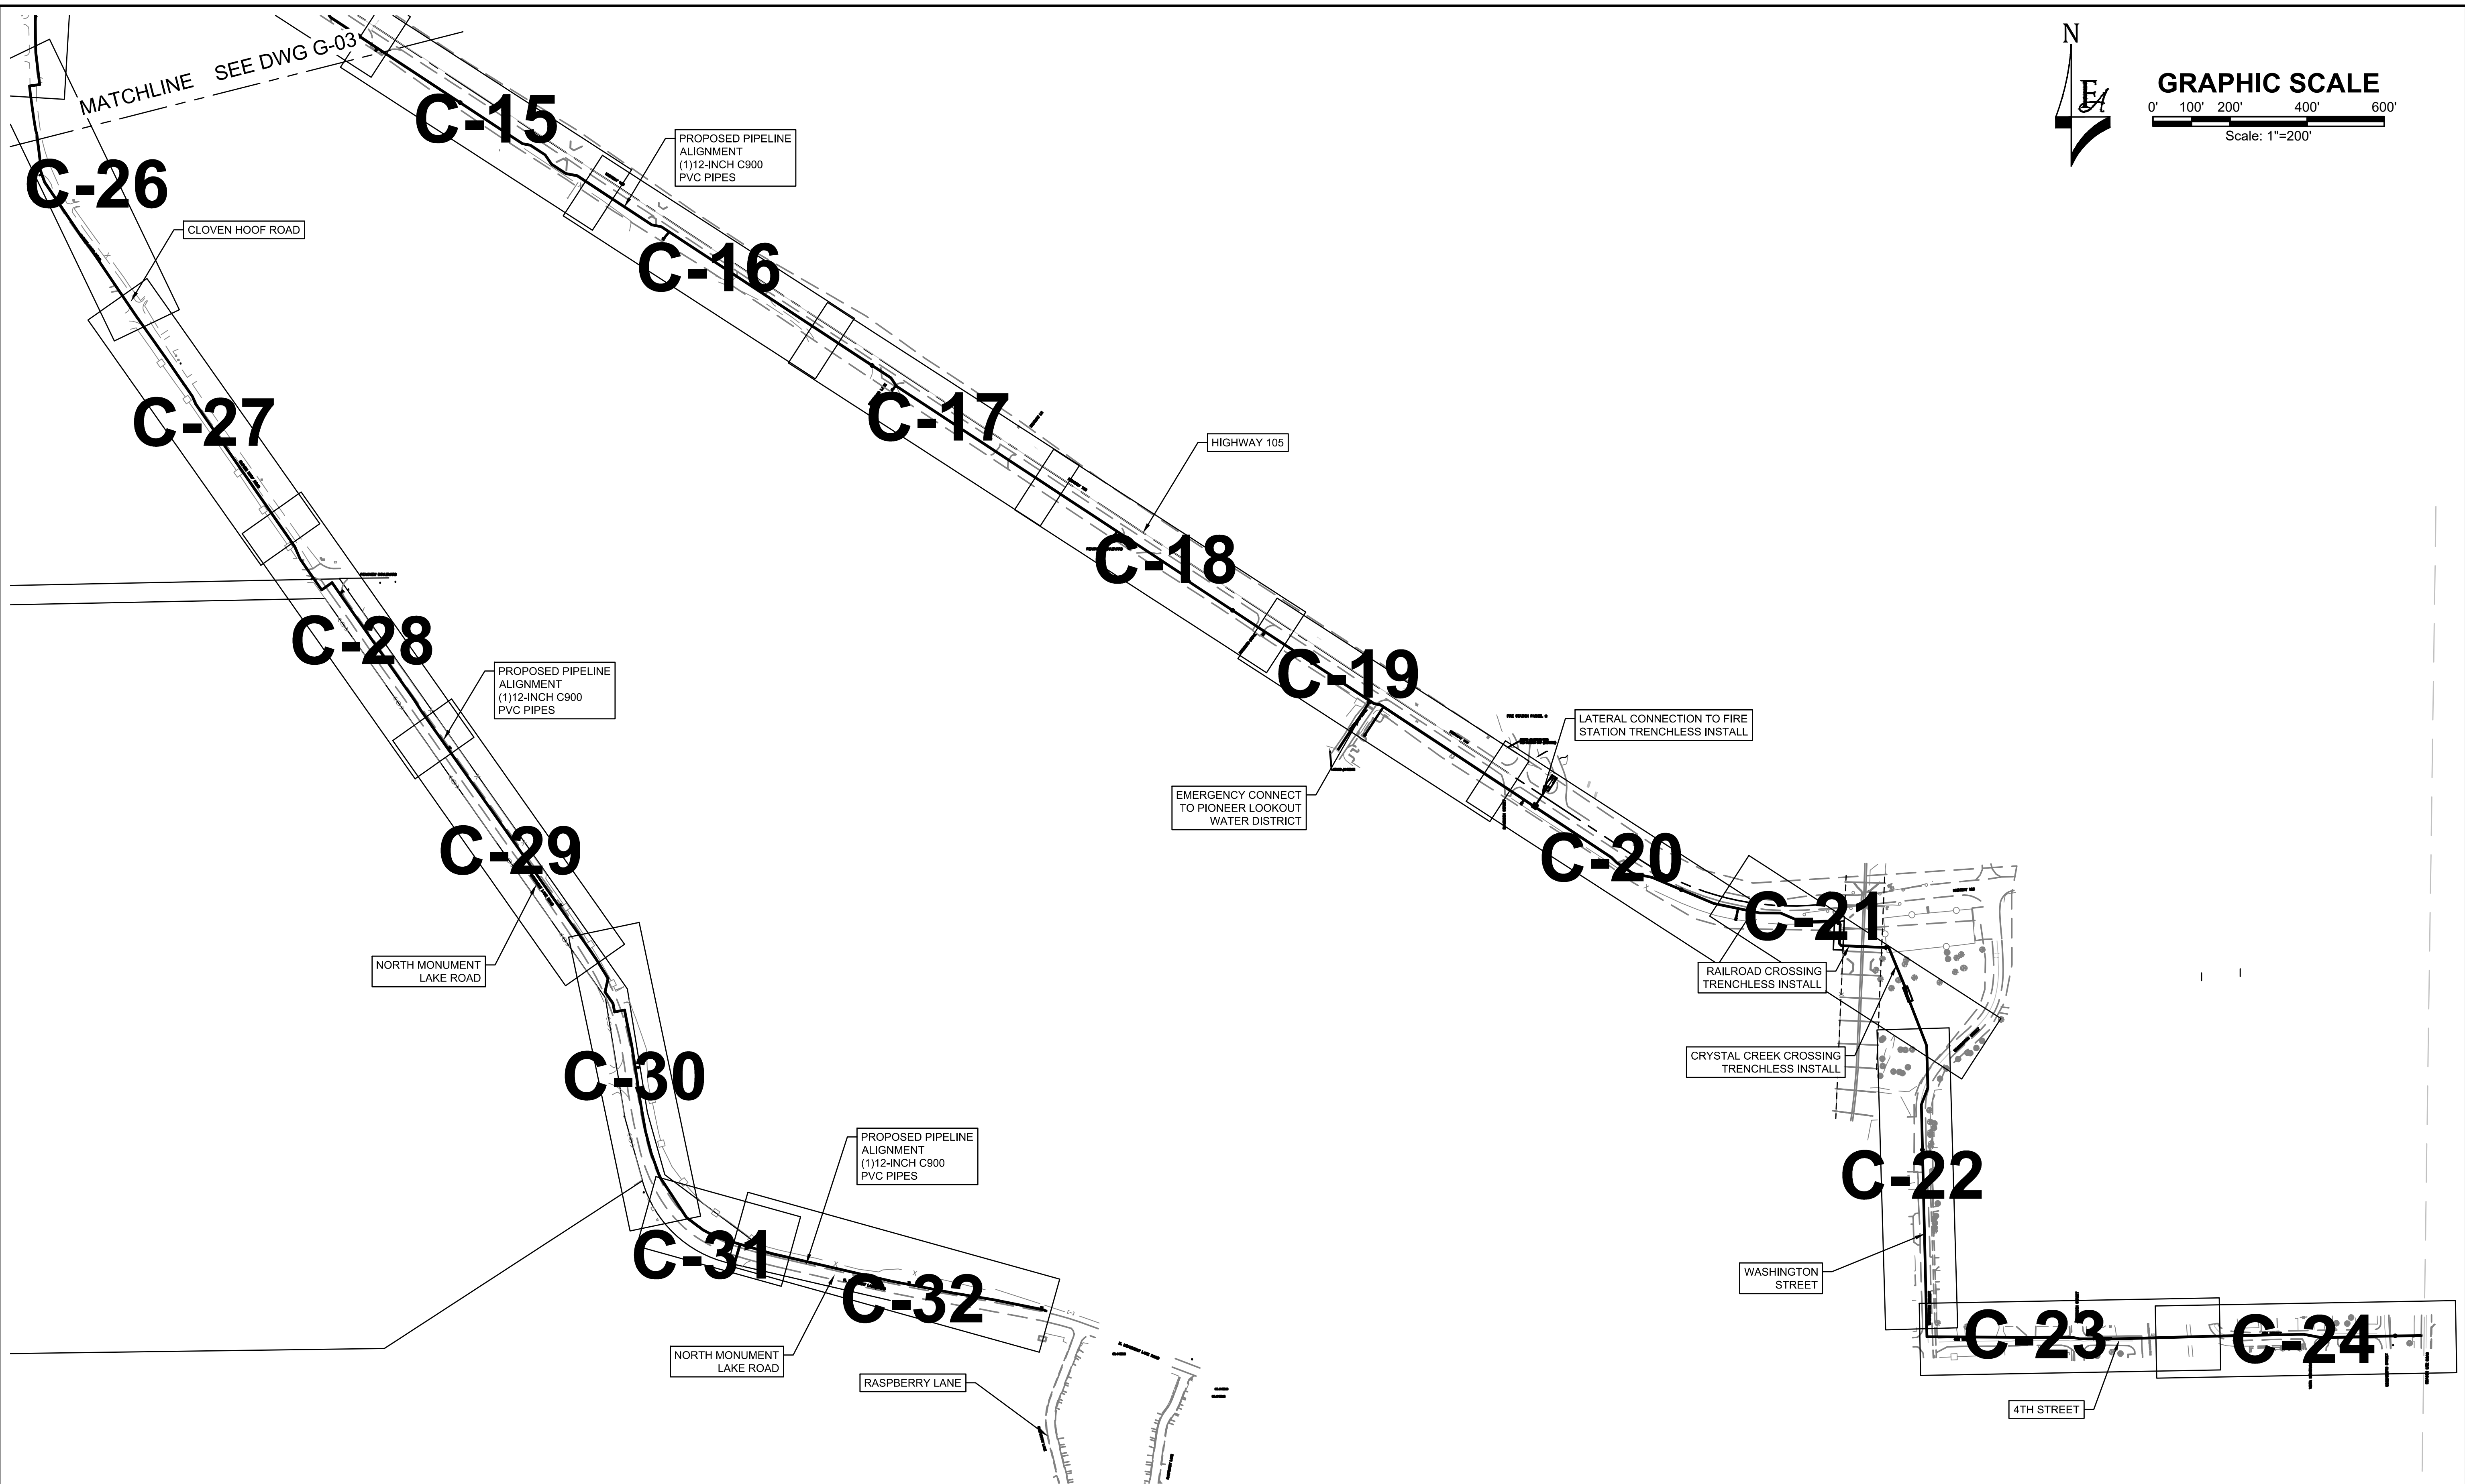 MATCHLINE    SEE DWG G-03
N
E
GRAPHIC SCALE
0' 100' 200' 400' 600'
Scale: 1"=200'
C-15
PROPOSED PIPELINE
ALIGNMENT
(1)12-INCH C900
PVC PIPES
C-26
CLOVEN HOOF ROAD
C-16
C-27
C-17
HIGHWAY 105
C-18
C-28
PROPOSED PIPELINE
ALIGNMENT
(1)12-INCH C900
PVC PIPES
C-19
LATERAL CONNECTION TO FIRE
STATION TRENCHLESS INSTALL
EMERGENCY CONNECT
TO PIONEER LOOKOUT
WATER DISTRICT
C-29
C-20
C-21
NORTH MONUMENT
LAKE ROAD
RAILROAD CROSSING
TRENCHLESS INSTALL
CRYSTAL CREEK CROSSING
TRENCHLESS INSTALL
C-30
PROPOSED PIPELINE
ALIGNMENT
(1)12-INCH C900
PVC PIPES
C-22
C-31
C-32
WASHINGTON
STREET
C-23
C-24
NORTH MONUMENT
LAKE ROAD
RASPBERRY LANE
4TH STREET